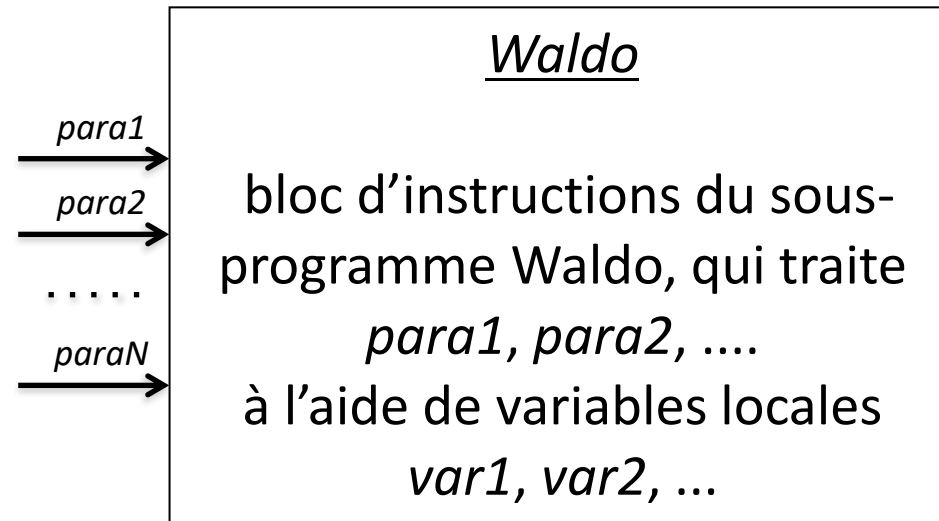 Waldo
para1
para2
.....
paraN
bloc d’instructions du sous-
programme Waldo, qui traite
para1, para2, ....
à l’aide de variables locales
var1, var2, ...